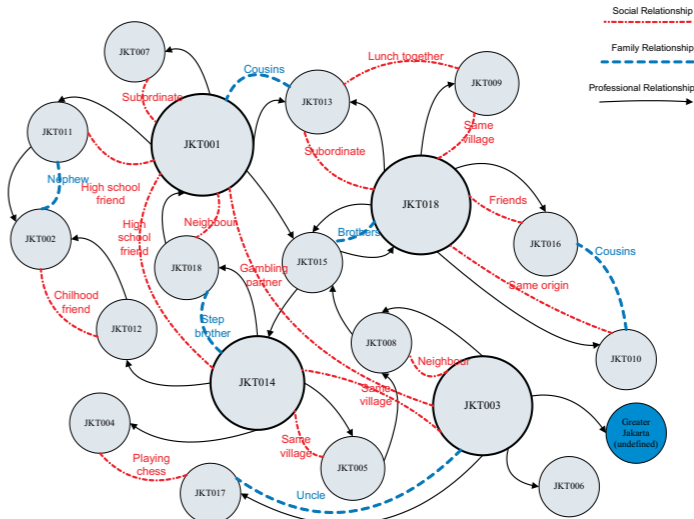 Social Relationship
Family Relationship
Professional Relationship
JKT007
Cousins
Lunch together
JKT009
JKT013
Subordinate
JKT011
JKT001
Same
village
Subordinate
Nephew
High school
friend
JKT018
Friends
JKT002
High
school
friend
Neighbour
Brothers
JKT016
Cousins
JKT018
Gambling
partner
JKT015
Same origin
Chilhood
friend
Step
brother
JKT012
JKT008
JKT010
Neighbour
JKT014
Same
village
JKT003
JKT004
Greater
Jakarta
(undefined)
Same
village
Playing
chess
JKT005
JKT017
Uncle
JKT006